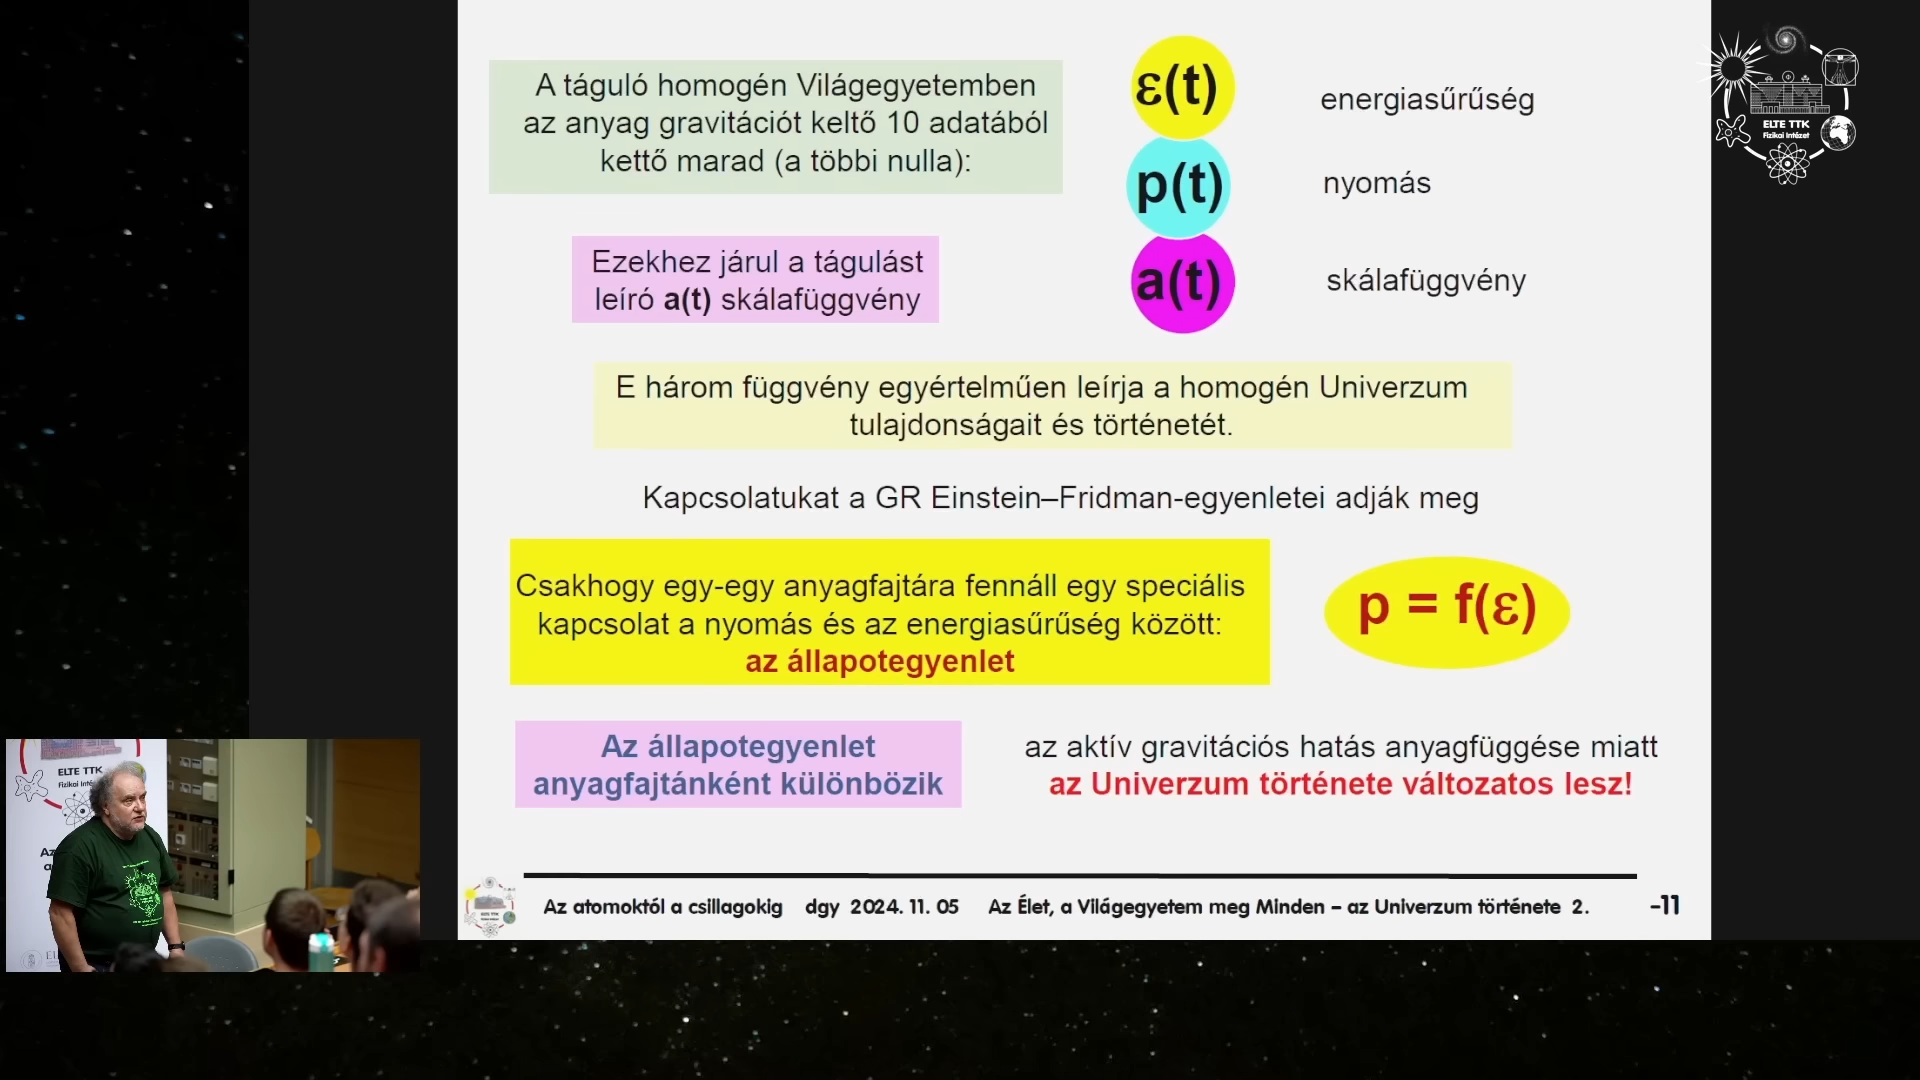 A táguló homogén Világegyetemben
az anyag gravitációt keltő 10 adatából
kettő marad (a többi nulla):
ε(t)
energiasűrűség
p(t)
nyomás
a(t)
skálafüggvény
Ezekhez járul a tágulást
leíró a(t) skálafüggvény
E három függvény egyértelműen leírja a homogén Univerzum
tulajdonságait és történetét.
Kapcsolatukat a GR Einstein–Fridman-egyenletei adják meg
Csakhogy egy-egy anyagfajtára fennáll egy speciális
kapcsolat a nyomás és az energiasűrűség között:
az állapotegyenlet
p = f(ε)
Az állapotegyenlet
anyagfajtánként különbözik
az aktív gravitációs hatás anyagfüggése miatt
az Univerzum története változatos lesz!
Az atomoktól a csillagokig dgy 2024. 11. 05 Az Élet, a Világegyetem meg Minden – az Univerzum története 2. -11
ELTE TTK
Fizikai Intézet
ELTE TTK